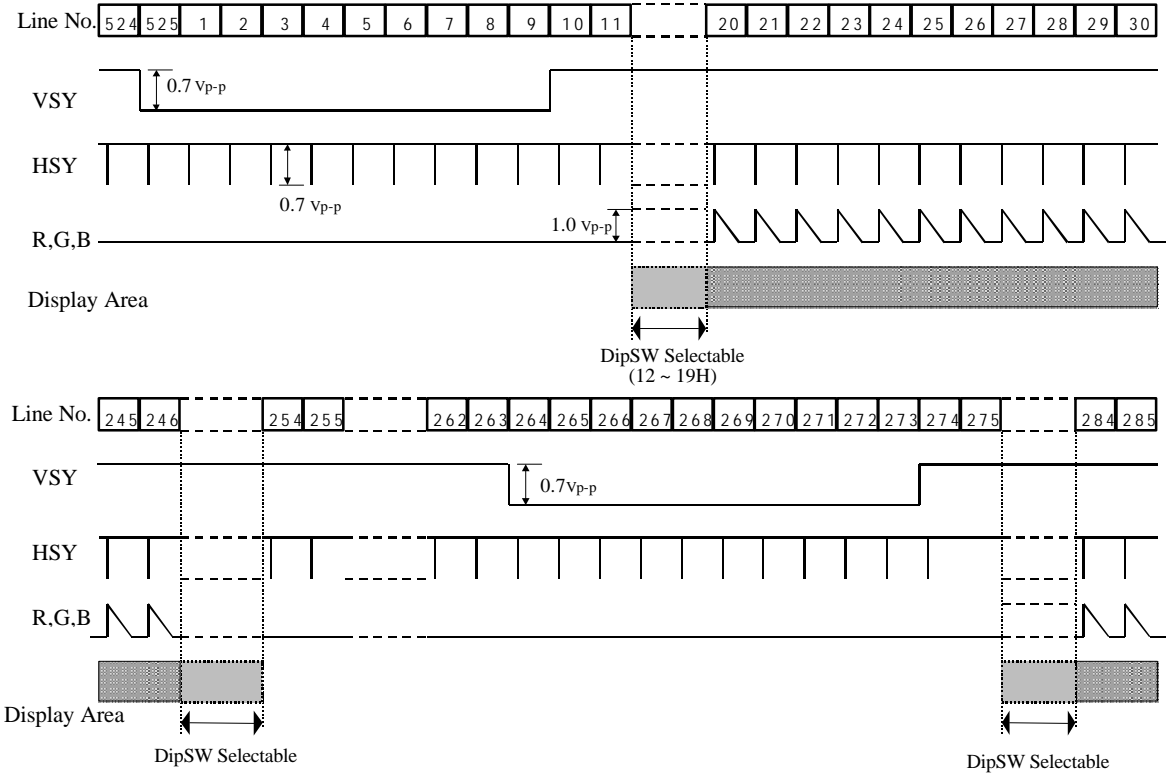 Line No. 524 525 1 2 3 4 5 6 7 8 9 10 11 20 21 22 23 24 25 26 27 28 29 30
0.7 Vp-p
VSY
HSY
0.7 Vp-p
1.0 Vp-p
R,G,B
Display Area
DipSW Selectable
(12 ~ 19H)
Line No. 245 246 254 255 262 263 264 265 266 267 268 269 270 271 272 273 274 275 284 285
VSY
0.7Vp-p
HSY
R,G,B
Display Area
DipSW Selectable
DipSW Selectable